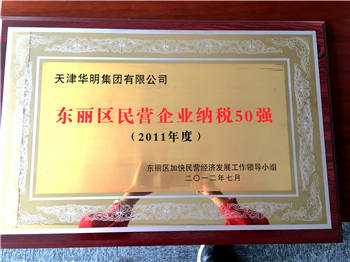 天津华明集团有限公司
东丽区民营企业纳税50强
(2011年度)
东丽区加快民营经济发展工作领导小组
二〇一二年七月